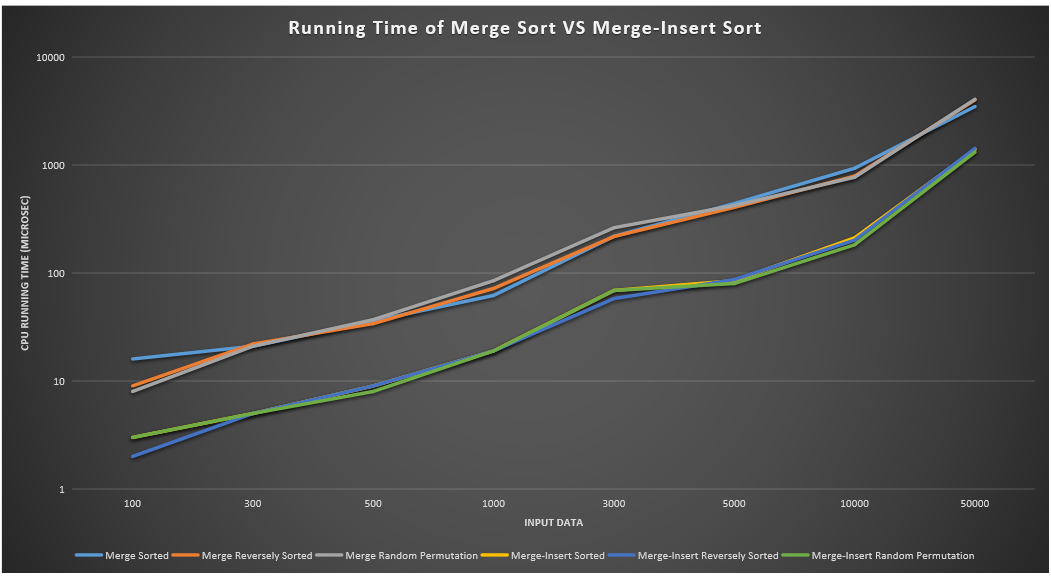 Running Time of Merge Sort VS Merge-Insert Sort
10000
1000
100
10
1
CPU RUNNING TIME (MICROSEC)
100 300 500 1000 3000 5000 10000 50000
INPUT DATA
Merge Sorted Merge Reversely Sorted Merge Random Permutation Merge-Insert Sorted Merge-Insert Reversely Sorted Merge-Insert Random Permutation